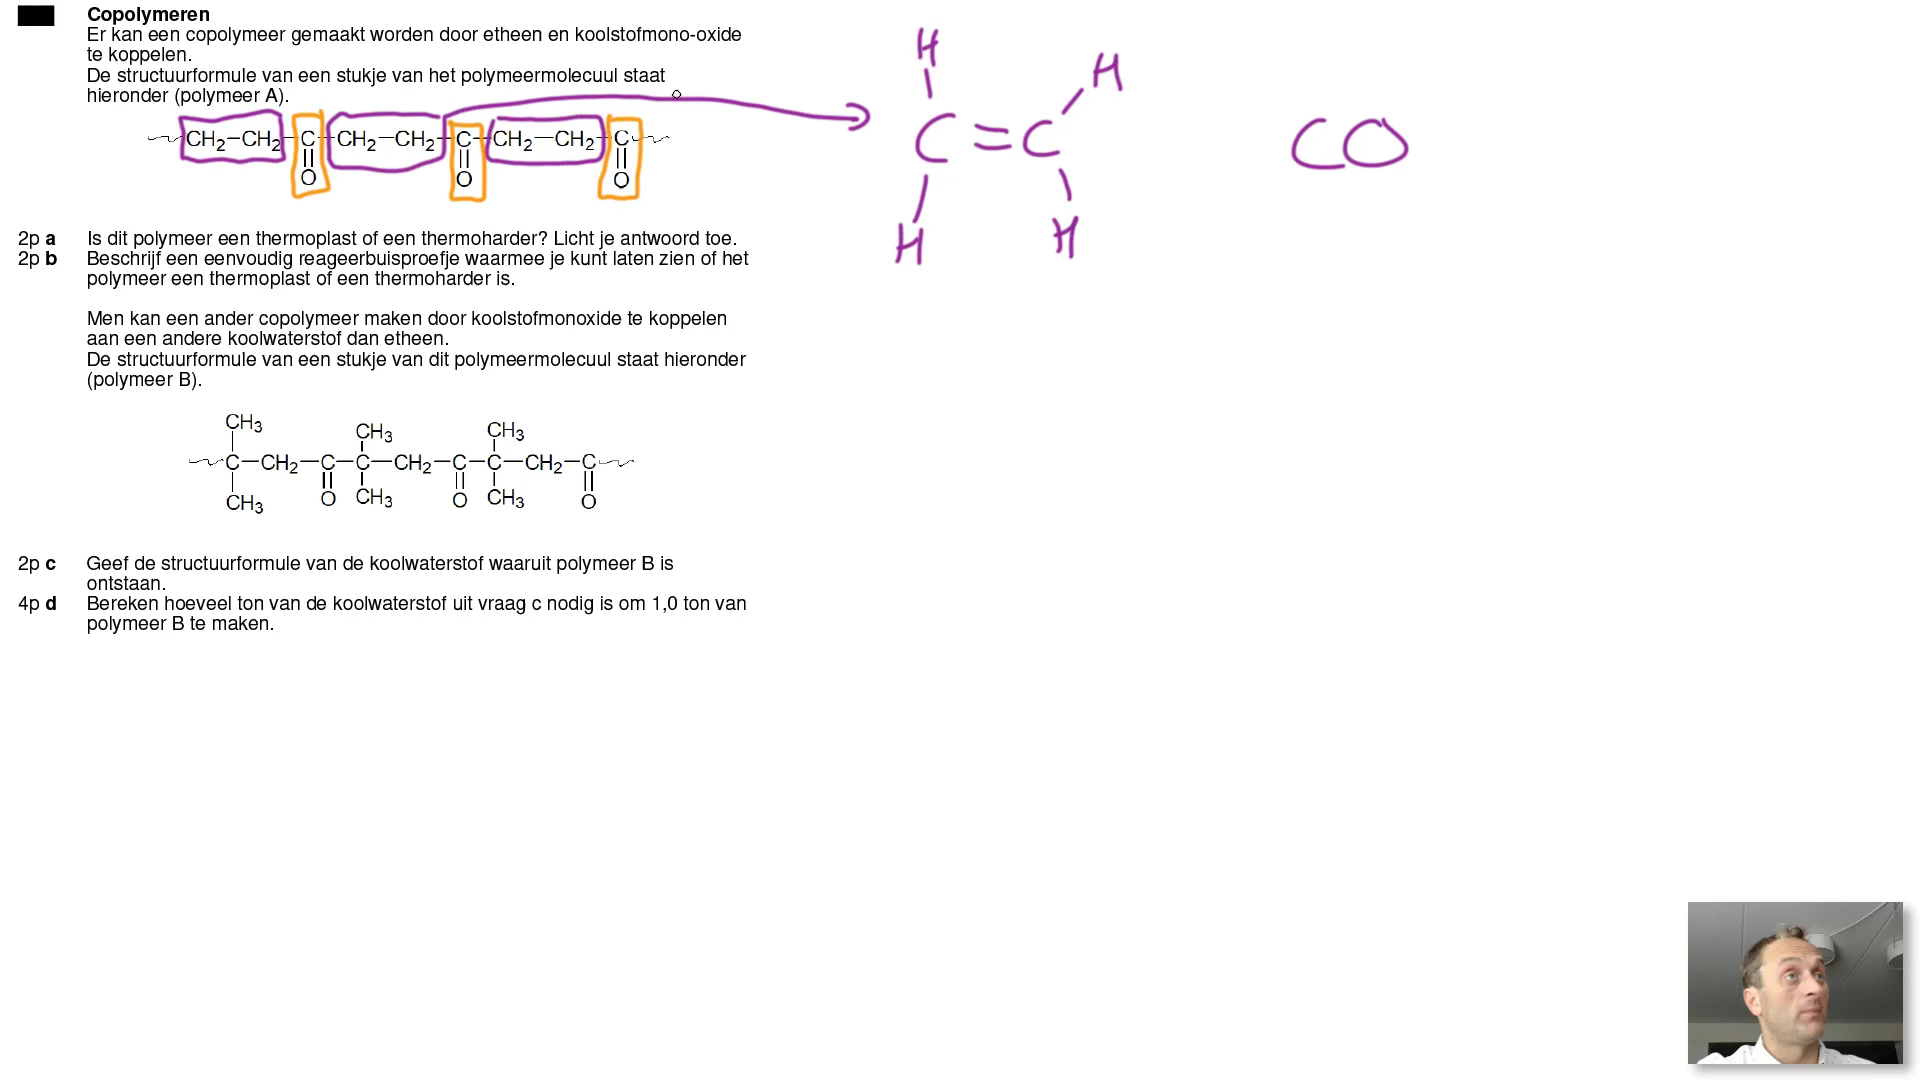 Copolymeren
Er kan een copolymeer gemaakt worden door etheen en koolstofmono-oxide
te koppelen.
De structuurformule van een stukje van het polymeermolecuul staat
hieronder (polymeer A).
CH2-CH2-C-CH2-CH2-C-CH2-CH2-C
O O O
H H
C=C
H H
CO
2p a Is dit polymeer een thermoplast of een thermoharder? Licht je antwoord toe.
2p b Beschrijf een eenvoudig reageerbuisproefje waarmee je kunt laten zien of het
polymeer een thermoplast of een thermoharder is.
Men kan een ander copolymeer maken door koolstofmonoxide te koppelen
aan een andere koolwaterstof dan etheen.
De structuurformule van een stukje van dit polymeermolecuul staat hieronder
(polymeer B).
CH3 CH3 CH3
C-CH2-C-C-CH2-C-C-CH2-C
CH3 O CH3 O CH3 O
2p c Geef de structuurformule van de koolwaterstof waaruit polymeer B is
ontstaan.
4p d Bereken hoeveel ton van de koolwaterstof uit vraag c nodig is om 1,0 ton van
polymeer B te maken.